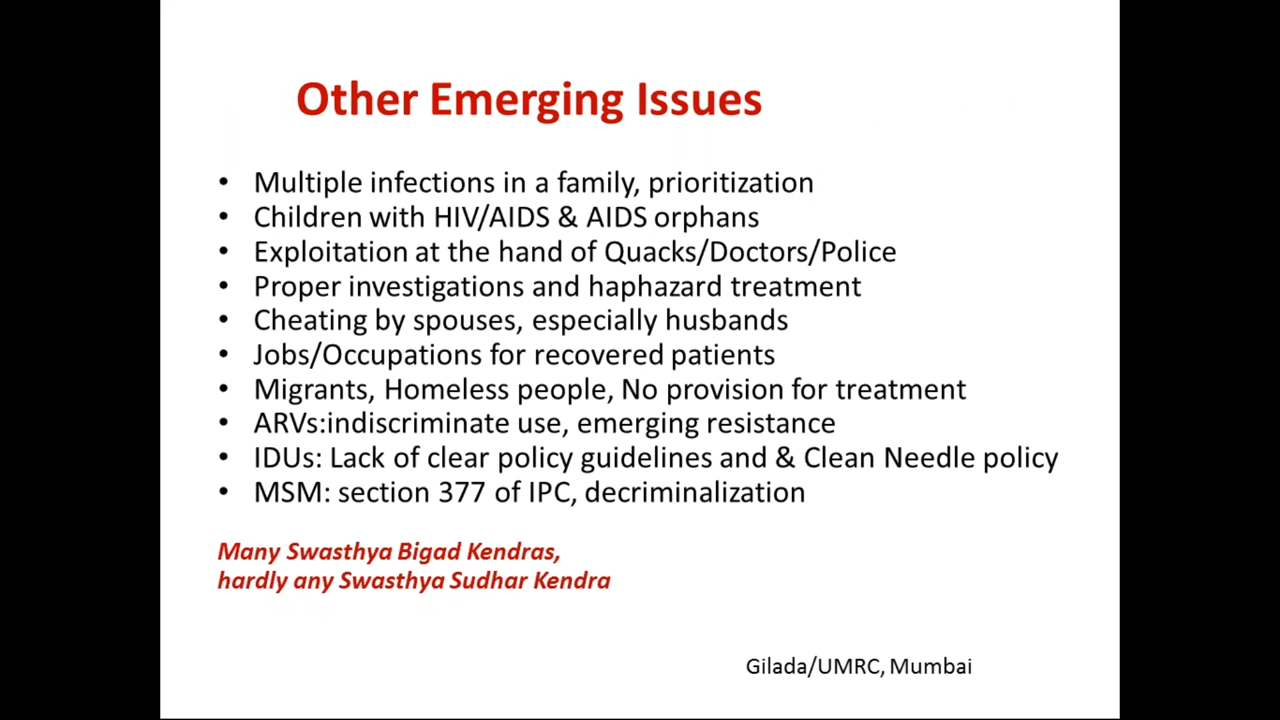 Other Emerging Issues
• Multiple infections in a family, prioritization
• Children with HIV/AIDS & AIDS orphans
• Exploitation at the hand of Quacks/Doctors/Police
• Proper investigations and haphazard treatment
• Cheating by spouses, especially husbands
• Jobs/Occupations for recovered patients
• Migrants, Homeless people, No provision for treatment
• ARVs:indiscriminate use, emerging resistance
• IDUs: Lack of clear policy guidelines and & Clean Needle policy
• MSM: section 377 of IPC, decriminalization
Many Swasthya Bigad Kendras,
hardly any Swasthya Sudhar Kendra
Gilada/UMRC, Mumbai